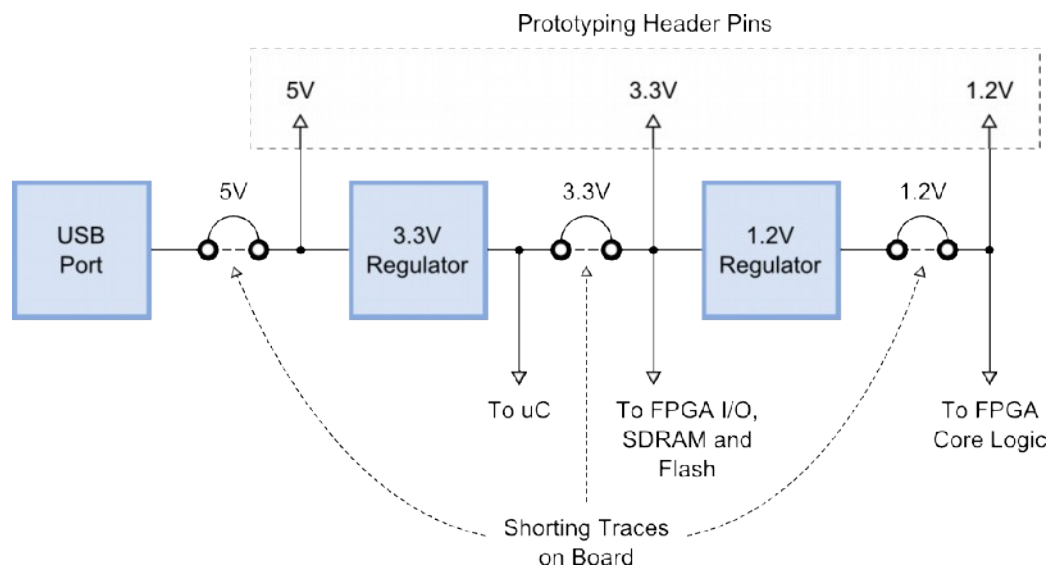 Prototyping Header Pins
5V
3.3V
1.2V
5V
3.3V
1.2V
USB
Port
3.3V
Regulator
1.2V
Regulator
To uC
To FPGA I/O,
SDRAM and
Flash
To FPGA
Core Logic
Shorting Traces
on Board